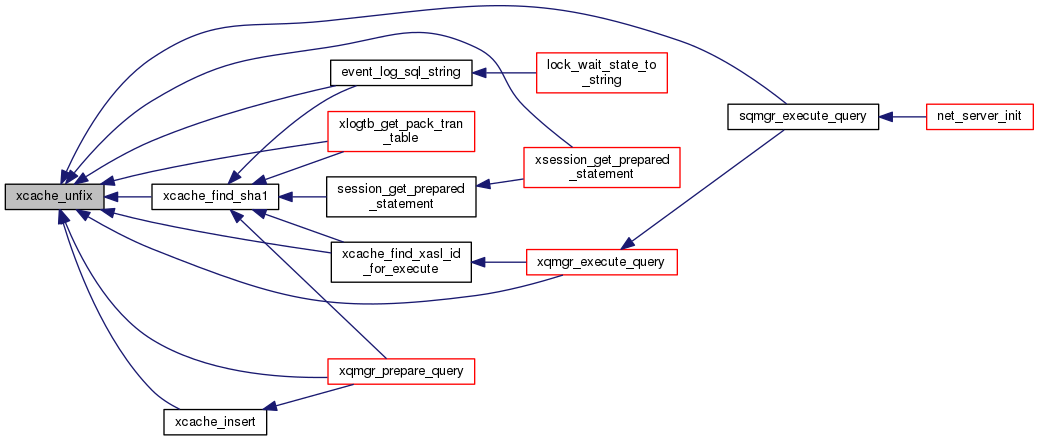 event_log_sql_string
lock_wait_state_to
_string
sqmgr_execute_query
net_server_init
xlogtb_get_pack_tran
_table
xsession_get_prepared
_statement
xcache_unfix
xcache_find_sha1
session_get_prepared
_statement
xcache_find_xasl_id
_for_execute
xqmgr_execute_query
xqmgr_prepare_query
xcache_insert